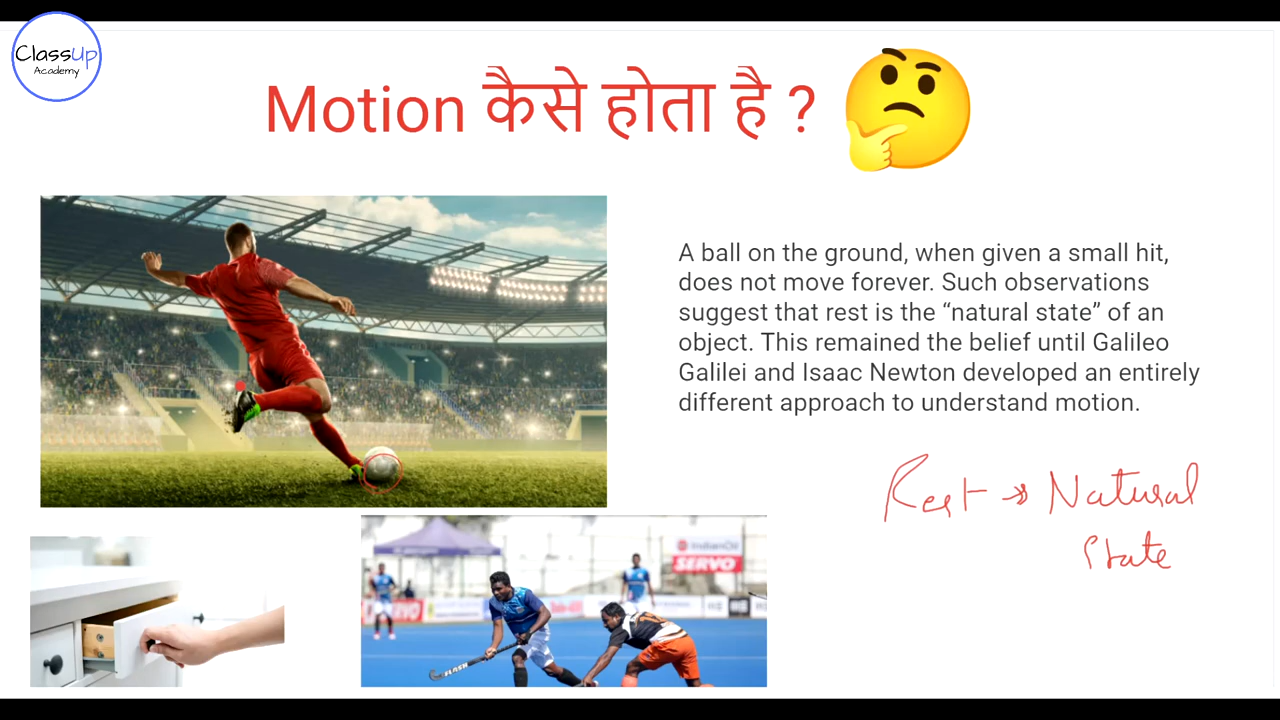 ClassUp
Academy
Motion कैसे होता है ?
A ball on the ground, when given a small hit,
does not move forever. Such observations
suggest that rest is the “natural state” of an
object. This remained the belief until Galileo
Galilei and Isaac Newton developed an entirely
different approach to understand motion.
Rest → Natural
State
IndianOil
SERVO
FLASH